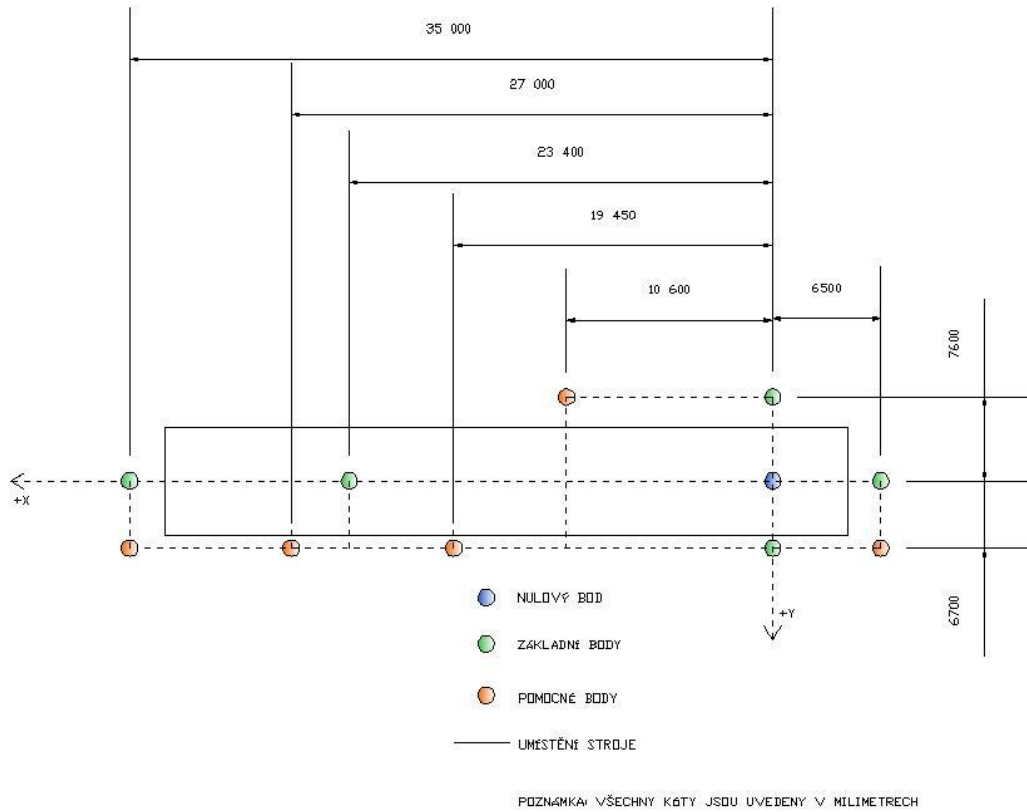 35 000
27 000
23 400
19 450
10 600
6500
7600
+X
6700
+Y
NULOVÝ BOD
ZÁKLADNÍ BODY
POMOCNÉ BODY
UMÍSTĚNÍ STROJE
POZNÁMKA: VŠECHNY KÓTY JSOU UVEDENY V MILIMETRECH